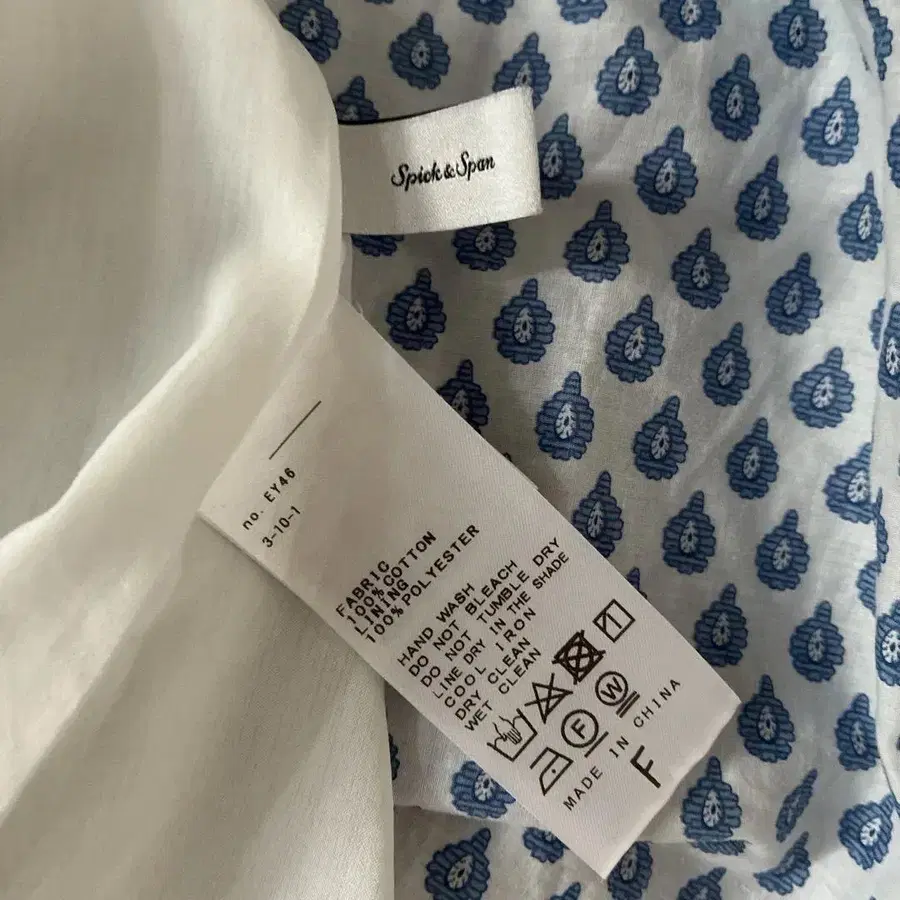 Spick & Span
no. EY46
3-10-1
FABRIC
100% COTTON
LINING
100% POLYESTER
HAND WASH
DO NOT BLEACH
DO NOT TUMBLE DRY
LINE DRY IN THE SHADE
COOL IRON
DRY CLEAN
WET CLEAN
F
W
MADE IN CHINA
F